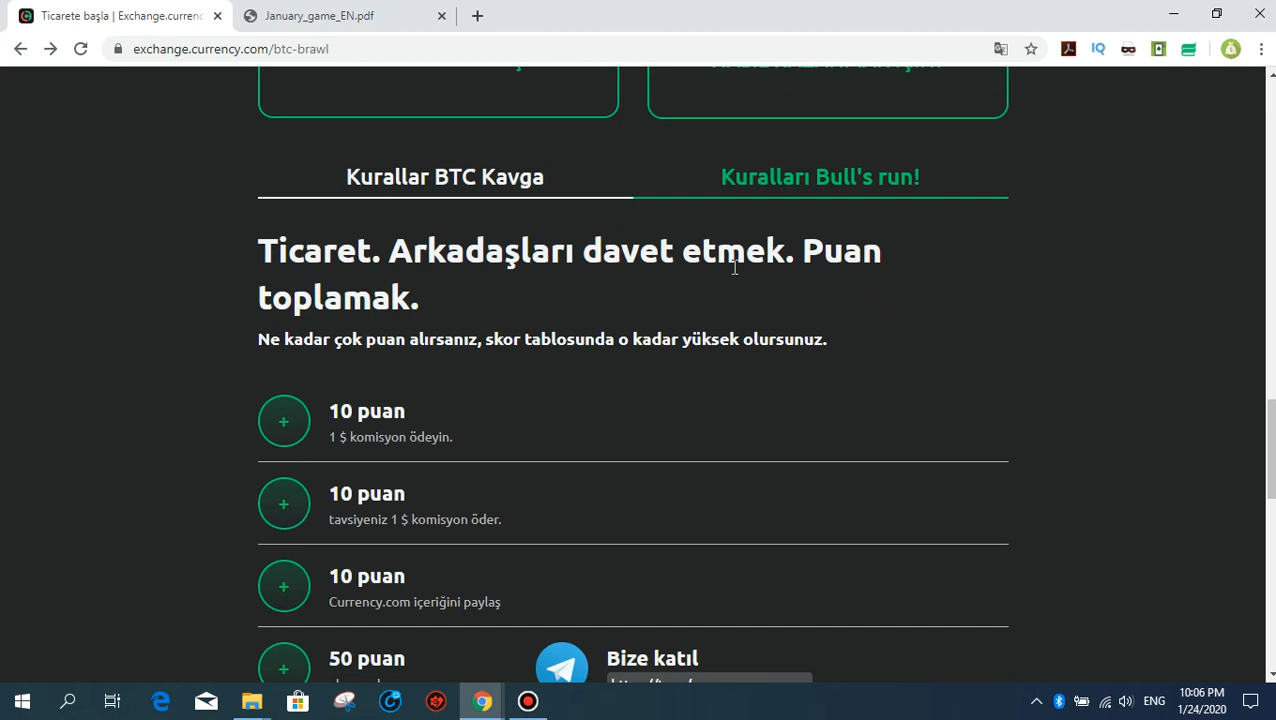 Ticarete başla | Exchange.currenc
January_game_EN.pdf
exchange.currency.com/btc-brawl
Kurallar BTC Kavga
Kuralları Bull's run!
Ticaret. Arkadaşları davet etmek. Puan
toplamak.
Ne kadar çok puan alırsanız, skor tablosunda o kadar yüksek olursunuz.
10 puan
1 $ komisyon ödeyin.
10 puan
tavsiyeniz 1 $ komisyon öder.
10 puan
Currency.com içeriğini paylaş
50 puan
Bize katıl
ENG
10:06 PM
1/24/2020